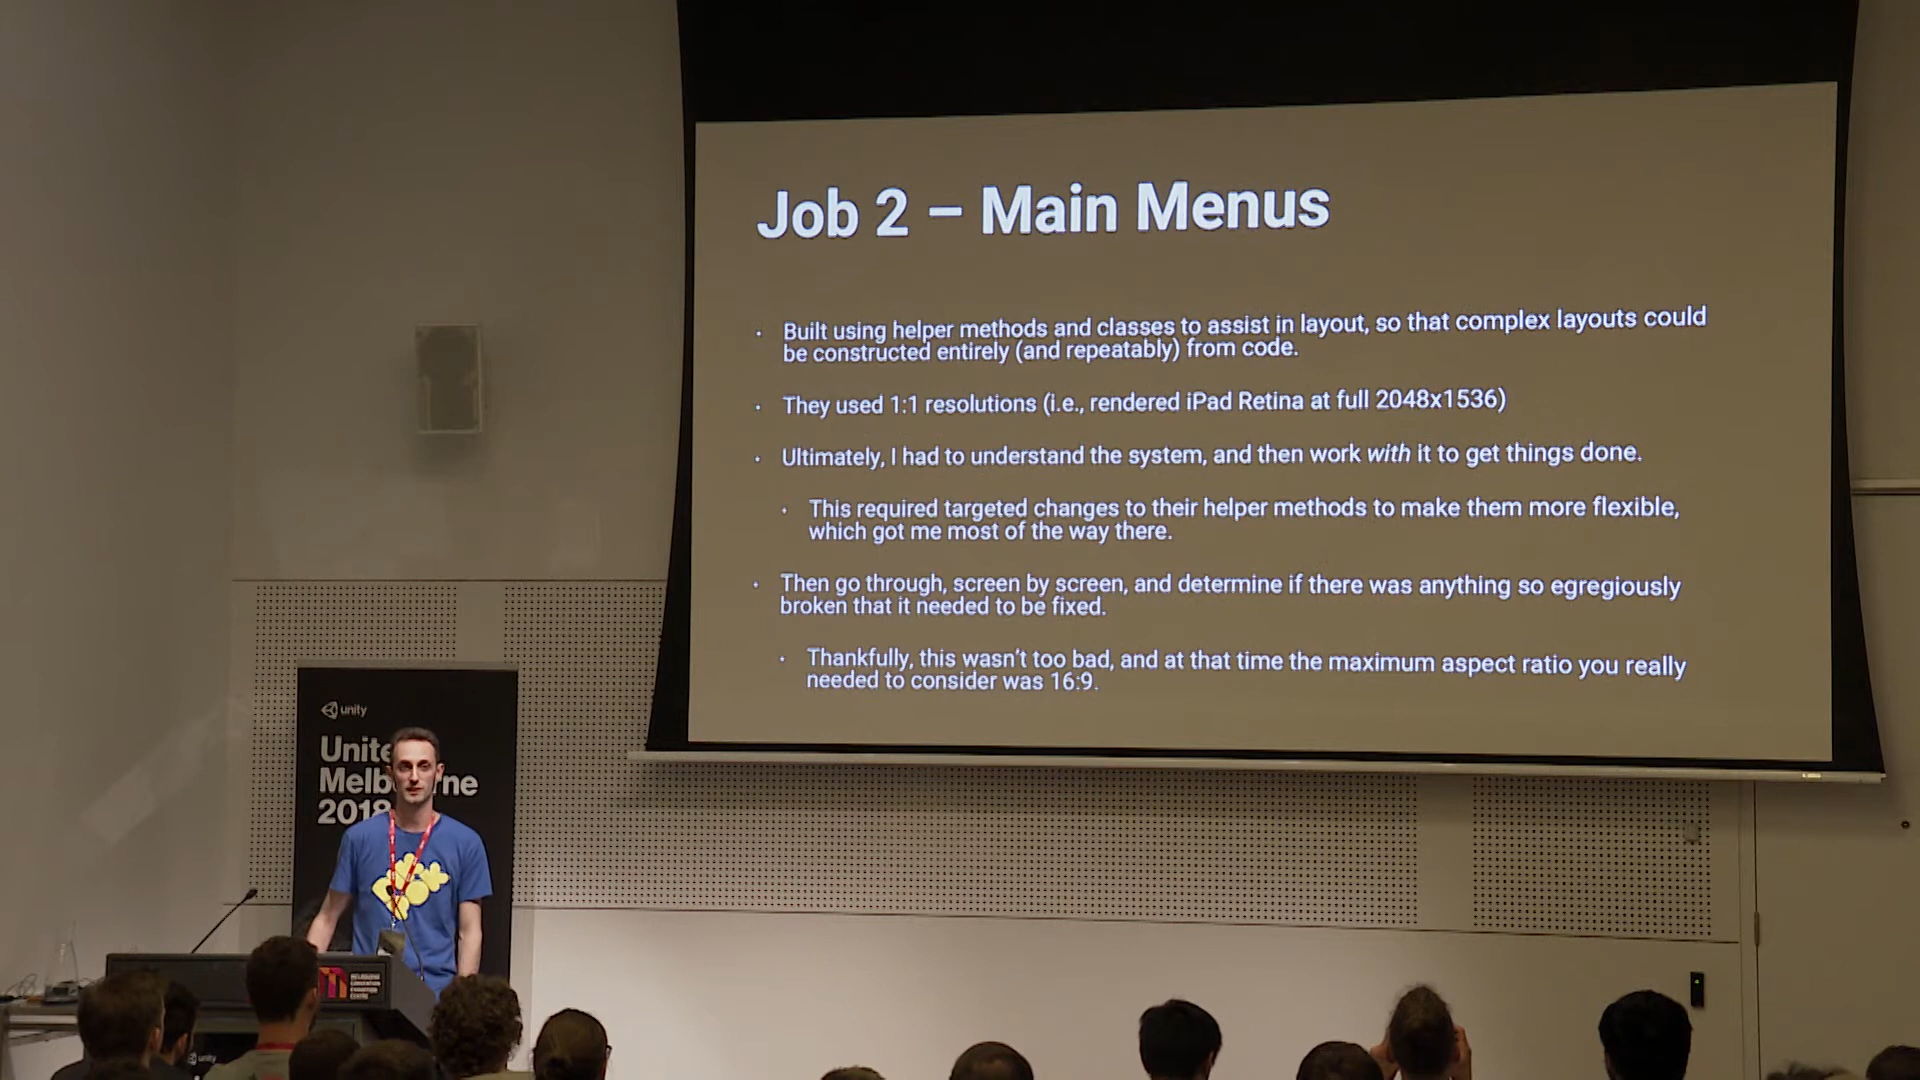 Job 2 – Main Menus
· Built using helper methods and classes to assist in layout, so that complex layouts could
be constructed entirely (and repeatably) from code.
· They used 1:1 resolutions (i.e., rendered iPad Retina at full 2048x1536)
· Ultimately, I had to understand the system, and then work with it to get things done.
· This required targeted changes to their helper methods to make them more flexible,
which got me most of the way there.
· Then go through, screen by screen, and determine if there was anything so egregiously
broken that it needed to be fixed.
· Thankfully, this wasn't too bad, and at that time the maximum aspect ratio you really
needed to consider was 16:9.
unity
Unite
Melb rne
2018
MELBOURNE
CONVENTION
EXHIBITION
CENTRE
unity